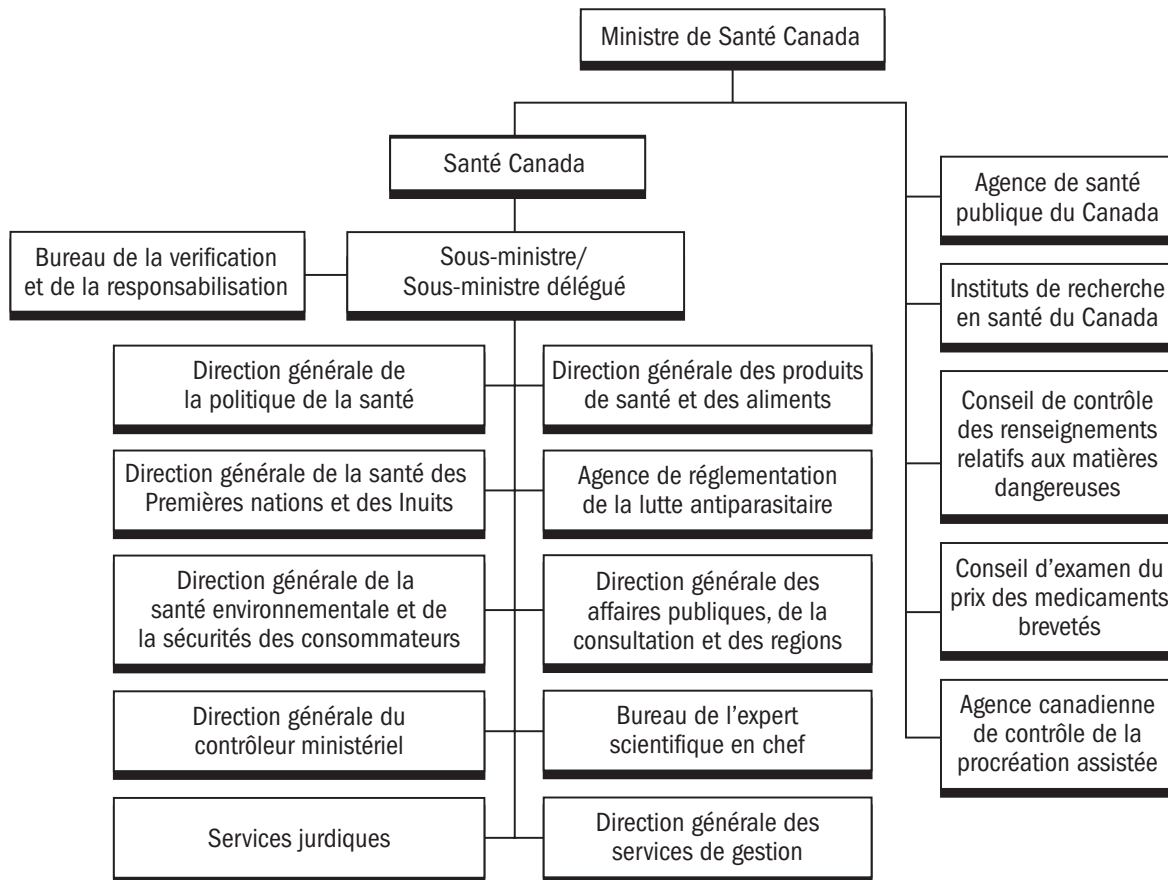 Ministre de Santé Canada
Santé Canada
Bureau de la verification
et de la responsabilisation
Sous-ministre/
Sous-ministre délégué
Direction générale de
la politique de la santé
Direction générale des produits
de santé et des aliments
Direction générale de la santé des
Premières nations et des Inuits
Agence de réglementation
de la lutte antiparasitaire
Direction générale de la
santé environnementale et de
la sécurités des consommateurs
Direction générale des
affaires publiques, de la
consultation et des regions
Direction générale du
contrôleur ministériel
Bureau de l’expert
scientifique en chef
Services jurdiques
Direction générale des
services de gestion
Agence de santé
publique du Canada
Instituts de recherche
en santé du Canada
Conseil de contrôle
des renseignements
relatifs aux matières
dangereuses
Conseil d’examen du
prix des medicaments
brevetés
Agence canadienne
de contrôle de la
procréation assistée